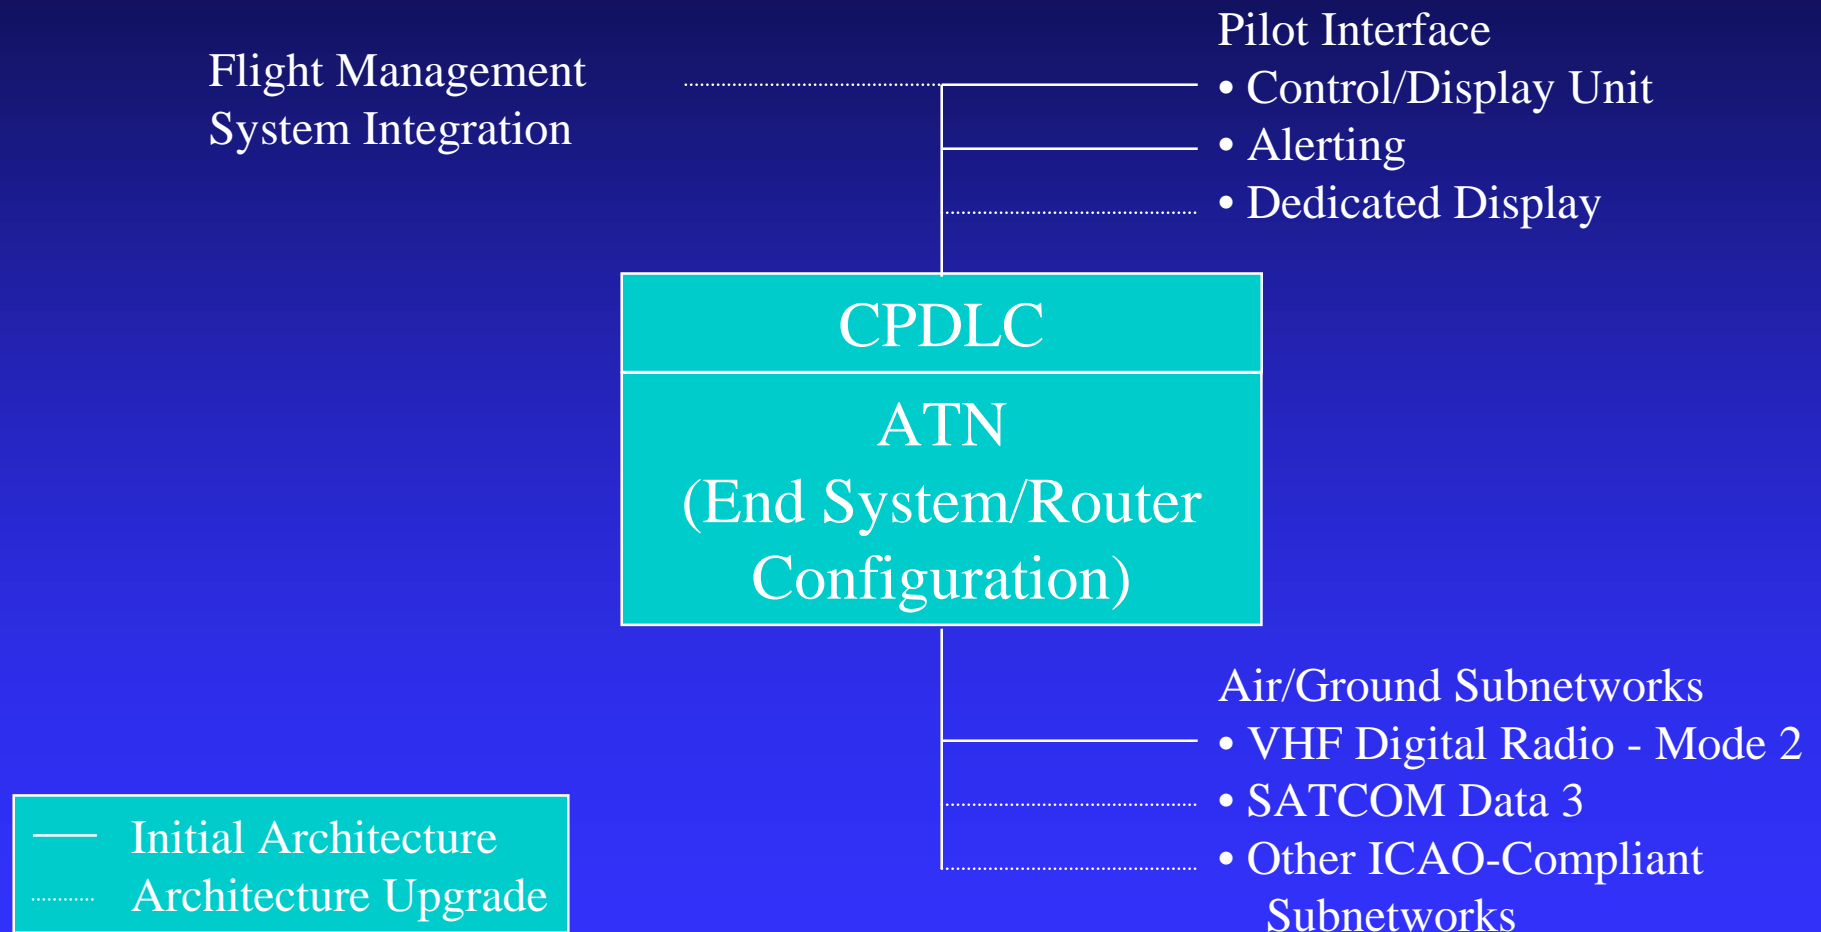 Flight Management
System Integration
Pilot Interface
• Control/Display Unit
• Alerting
• Dedicated Display
CPDLC
ATN
(End System/Router
Configuration)
Air/Ground Subnetworks
• VHF Digital Radio - Mode 2
• SATCOM Data 3
• Other ICAO-Compliant
Subnetworks
Initial Architecture
Architecture Upgrade